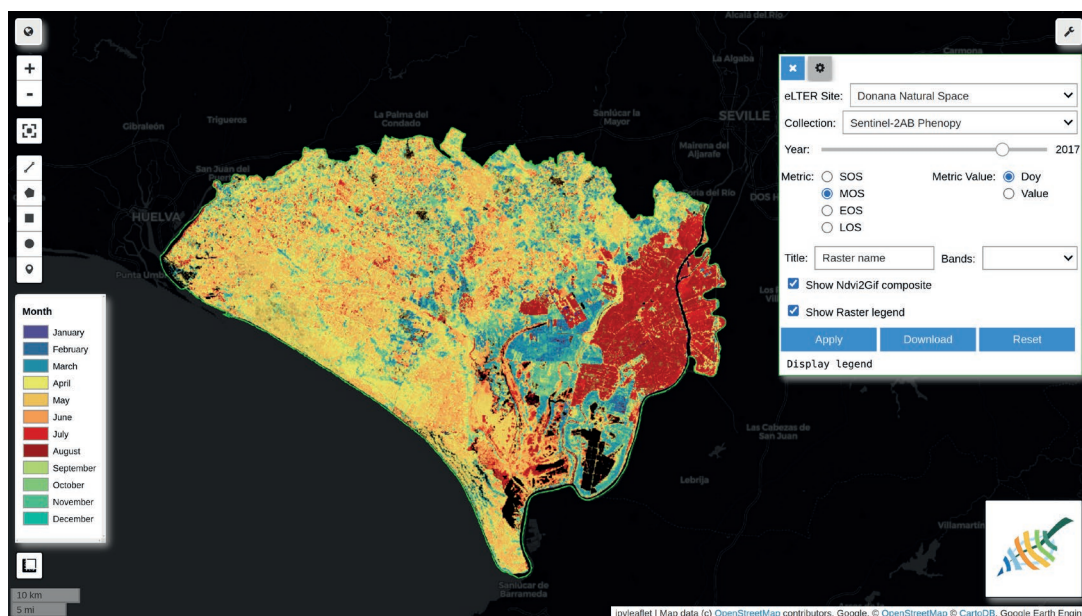 Alcalá del Río
Carmona
La Algaba
La Palma del
Condado
Sanlúcar la
Mayor
SEVILLE
Gibraleón
Trigueros
Mairena del
Aljarafe
San Juan del
Puerto
Coria del Río
DOS H
HUELVA
Punta Umbr
Los
Villa
Las Cabezas de
San Juan
Lebrija
Villamartín
Sanlúcar de
Barrameda
+
-
eLTER Site:
Donana Natural Space
Collection:
Sentinel-2AB Phenopy
Year:
2017
Metric:
SOS
MOS
EOS
LOS
Metric Value:
Doy
Value
Title:
Raster name
Bands:
Show Ndvi2Gif composite
Show Raster legend
Apply
Download
Reset
Display legend
Month
January
February
March
April
May
June
July
August
September
October
November
December
10 km
5 mi
ipyleaflet | Map data (c) OpenStreetMap contributors, Google, © OpenStreetMap © CartoDB, Google Earth Engin